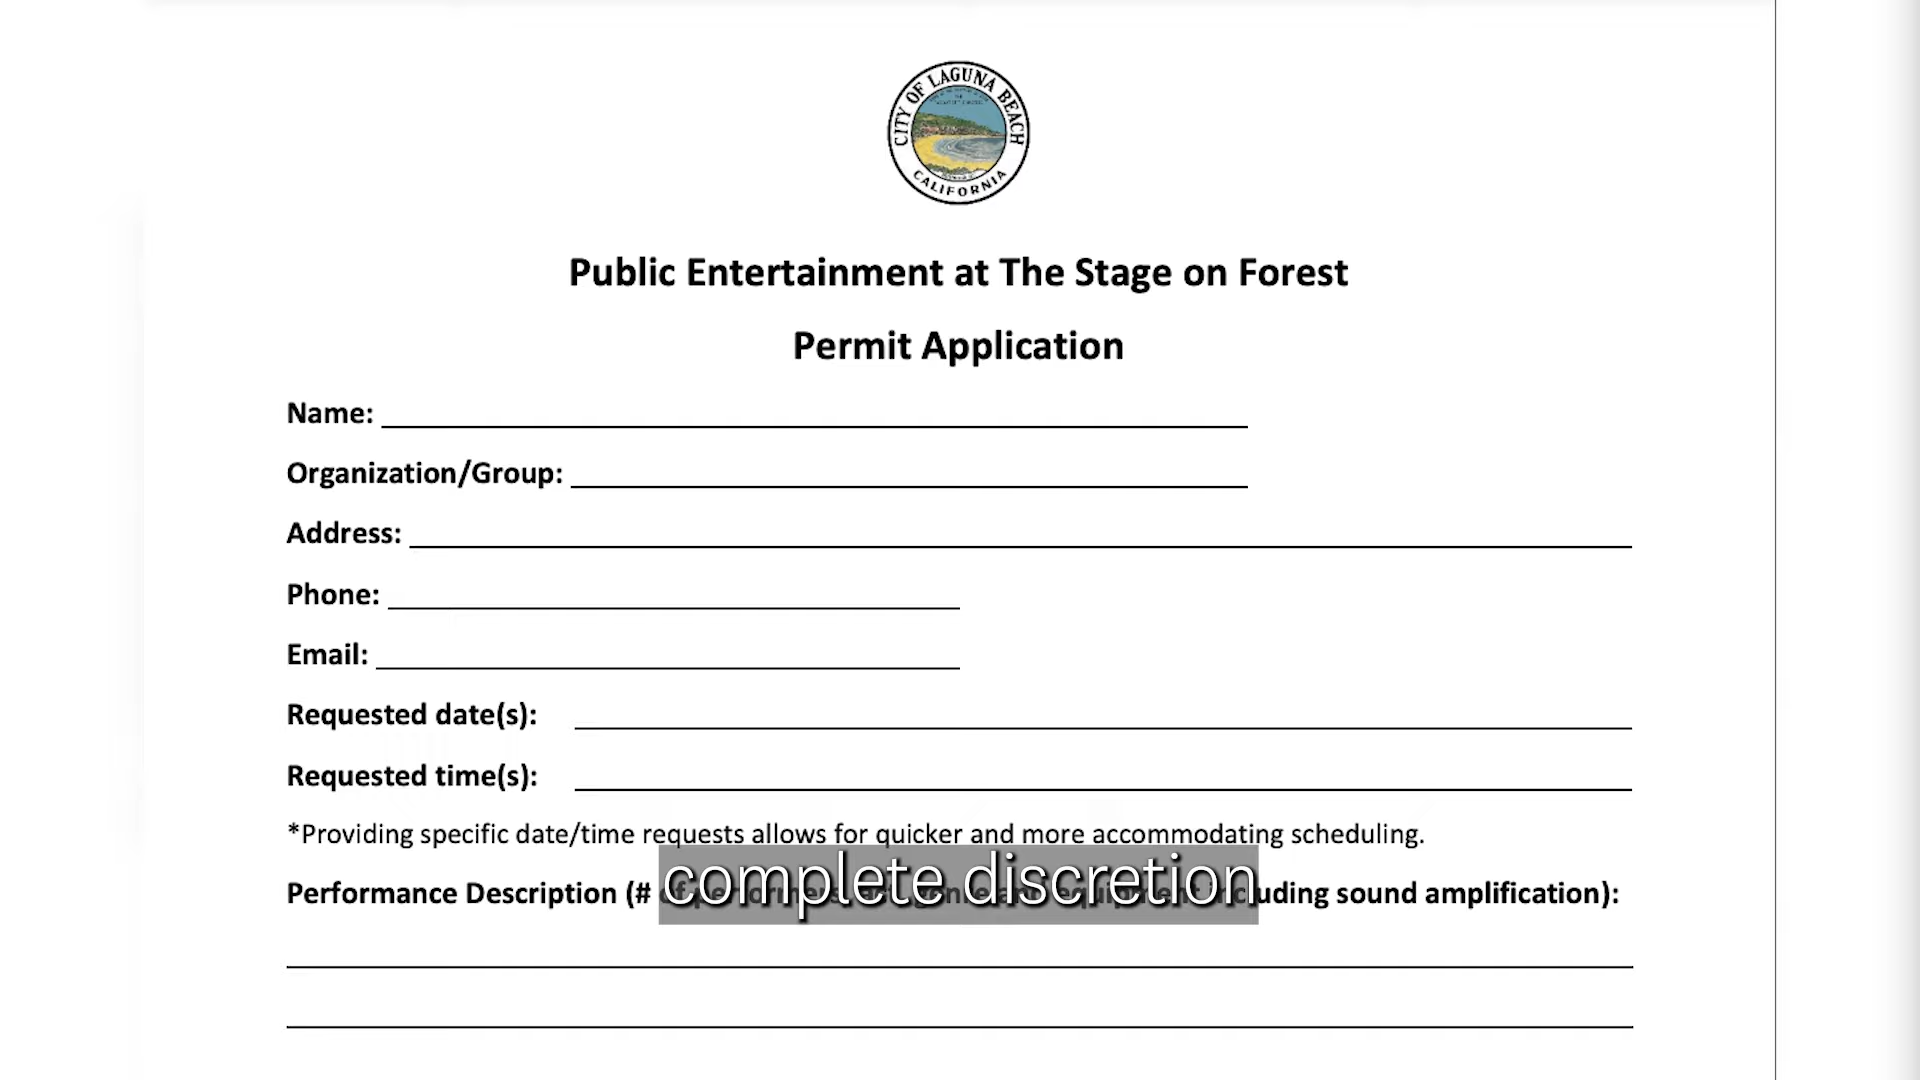 CITY OF LAGUNA BEACH
CALIFORNIA
Public Entertainment at The Stage on Forest
Permit Application
Name:
Organization/Group:
Address:
Phone:
Email:
Requested date(s):
Requested time(s):
*Providing specific date/time requests allows for quicker and more accommodating scheduling.
Performance Description (# including sound amplification):
complete discretion